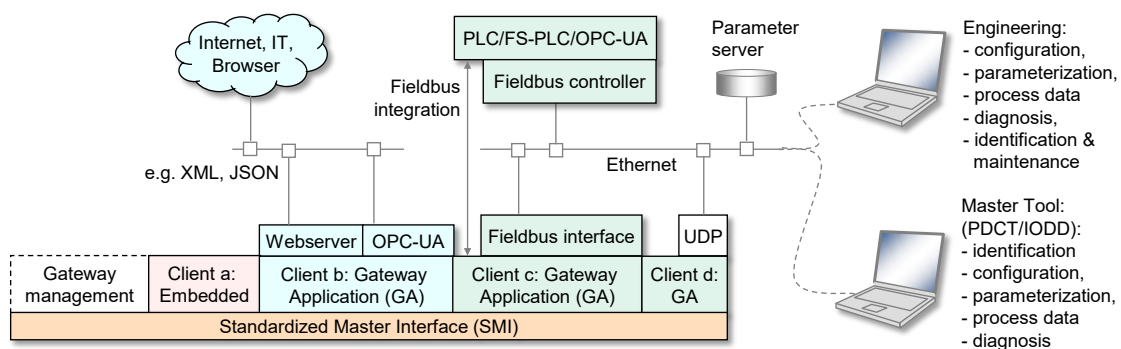 Internet, IT,
Browser
e.g. XML, JSON
Fieldbus
integration
PLC/FS-PLC/OPC-UA
Fieldbus controller
Parameter
server
Ethernet
Engineering:
- configuration,
- parameterization,
- process data
- diagnosis,
- identification &
maintenance
Master Tool:
(PDCT/IODD):
- identification
- configuration,
- parameterization,
- process data
- diagnosis
Webserver
OPC-UA
Fieldbus interface
UDP
Gateway
management
Client a:
Embedded
Client b: Gateway
Application (GA)
Client c: Gateway
Application (GA)
Client d:
GA
Standardized Master Interface (SMI)